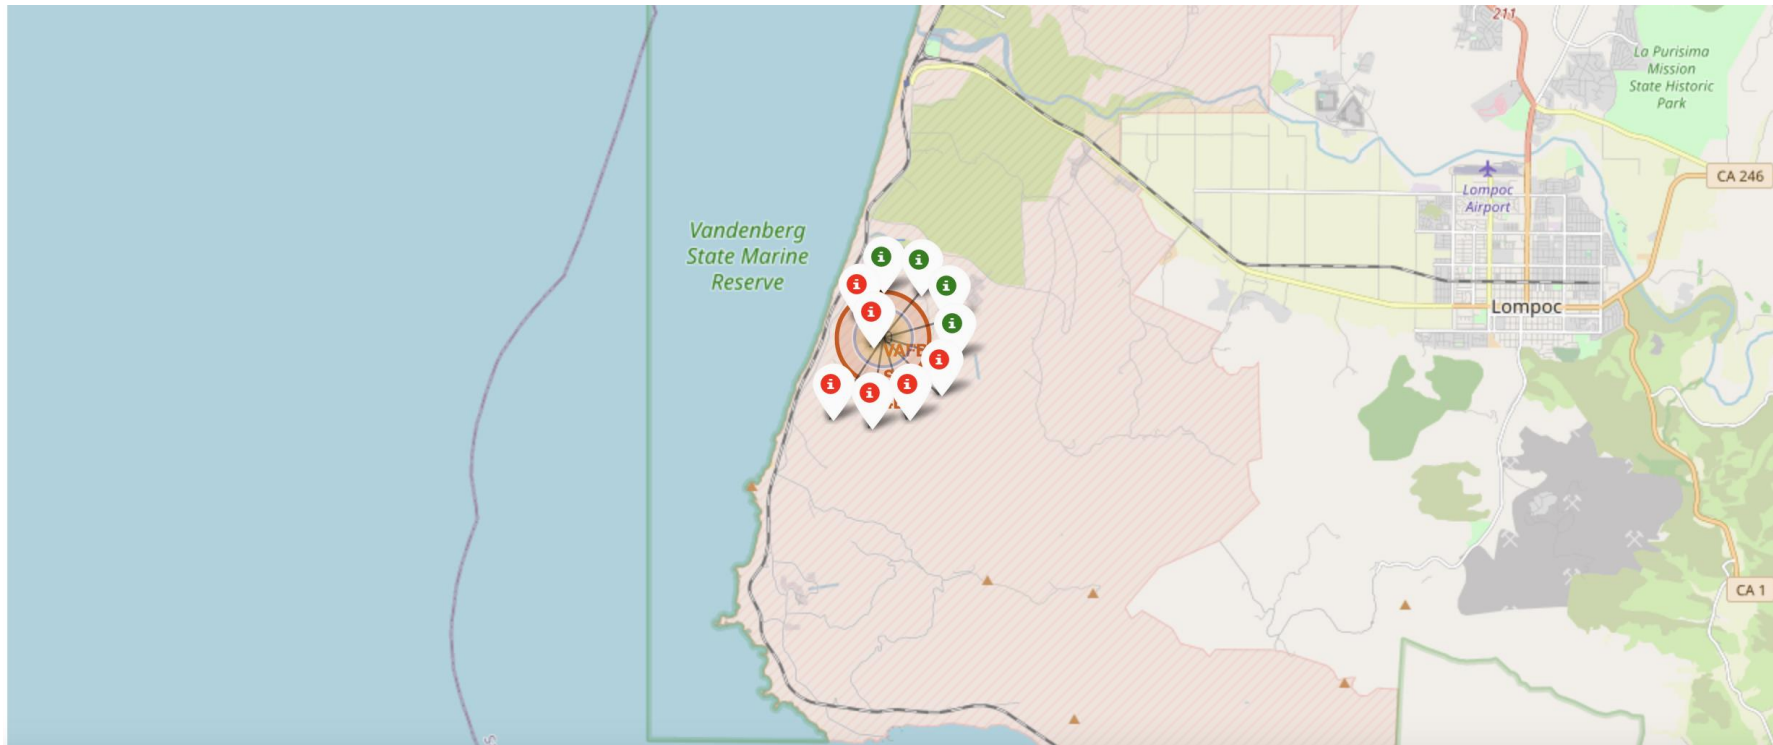 211
La Purisima
Mission
State Historic
Park
CA 246
Lompoc
Airport
Vandenberg
State Marine
Reserve
Lompoc
i
i
i
i
i
i
i
i
i
i
CA 1